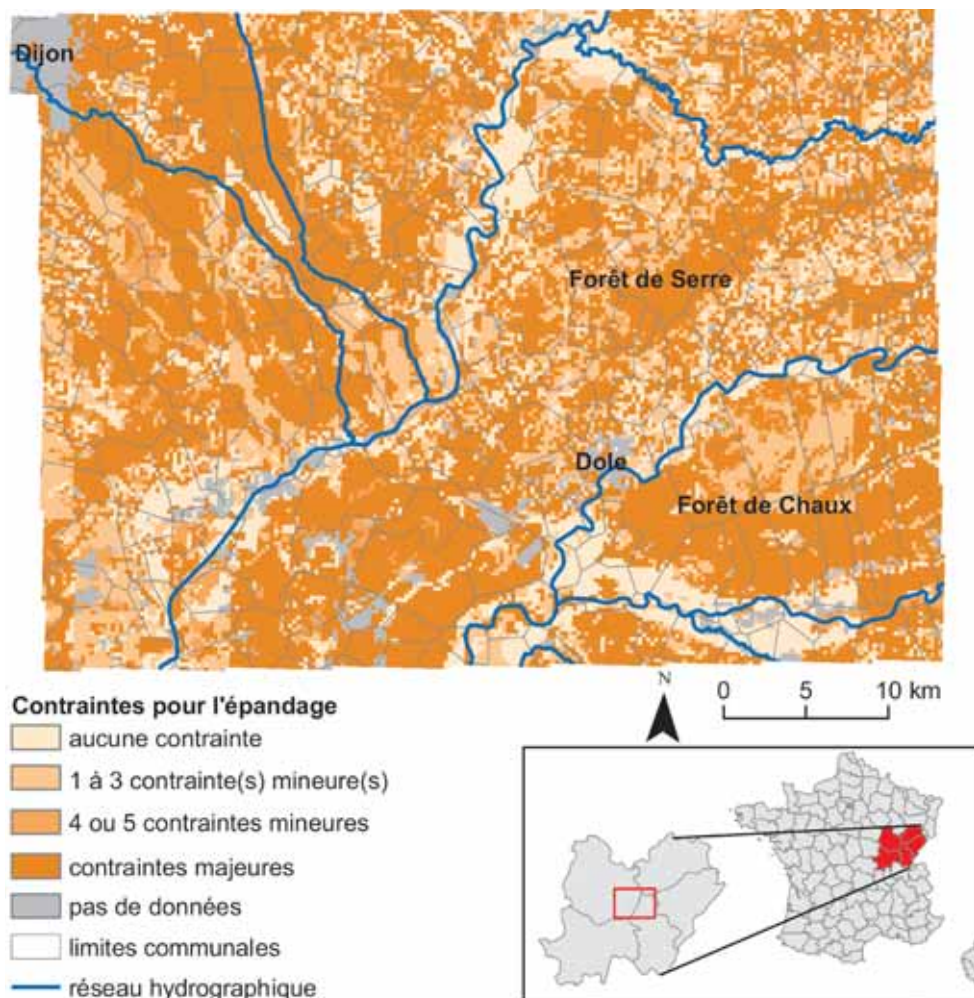 Dijon
Forêt de Serre
Dole
Forêt de Chaux
N
0 5 10 km
Contraintes pour l'épandage
aucune contrainte
1 à 3 contrainte(s) mineure(s)
4 ou 5 contraintes mineures
contraintes majeures
pas de données
limites communales
réseau hydrographique